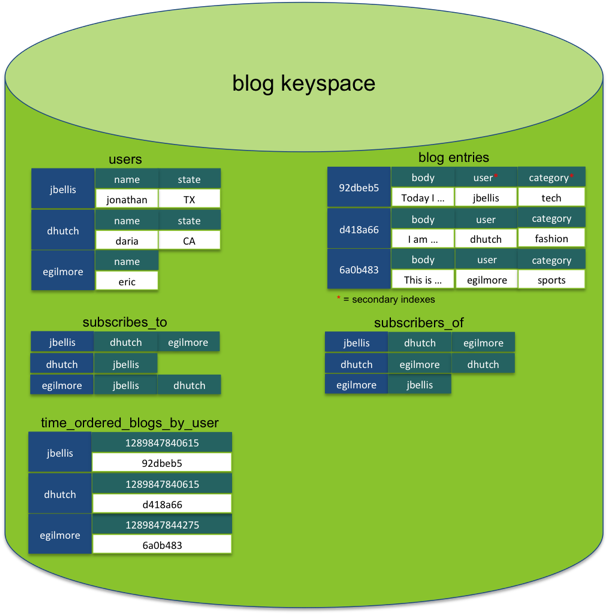 blog keyspace
users
jbellis name state
jonathan TX
dhutch name state
daria CA
egilmore name
eric
blog entries
92dbeb5 body user* category*
Today I ... jbellis tech
d418a66 body user category
I am ... dhutch fashion
6a0b483 body user category
This is ... egilmore sports
* = secondary indexes
subscribes_to
jbellis dhutch egilmore
dhutch jbellis
egilmore jbellis dhutch
subscribers_of
jbellis dhutch egilmore
dhutch egilmore dhutch
egilmore jbellis
time_ordered_blogs_by_user
jbellis 1289847840615
92dbeb5
dhutch 1289847840615
d418a66
egilmore 1289847844275
6a0b483